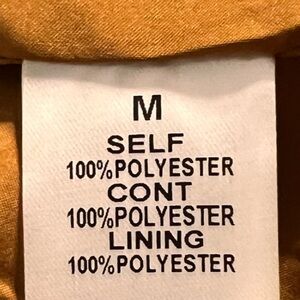 M
SELF
100%POLYESTER
CONT
100%POLYESTER
LINING
100%POLYESTER